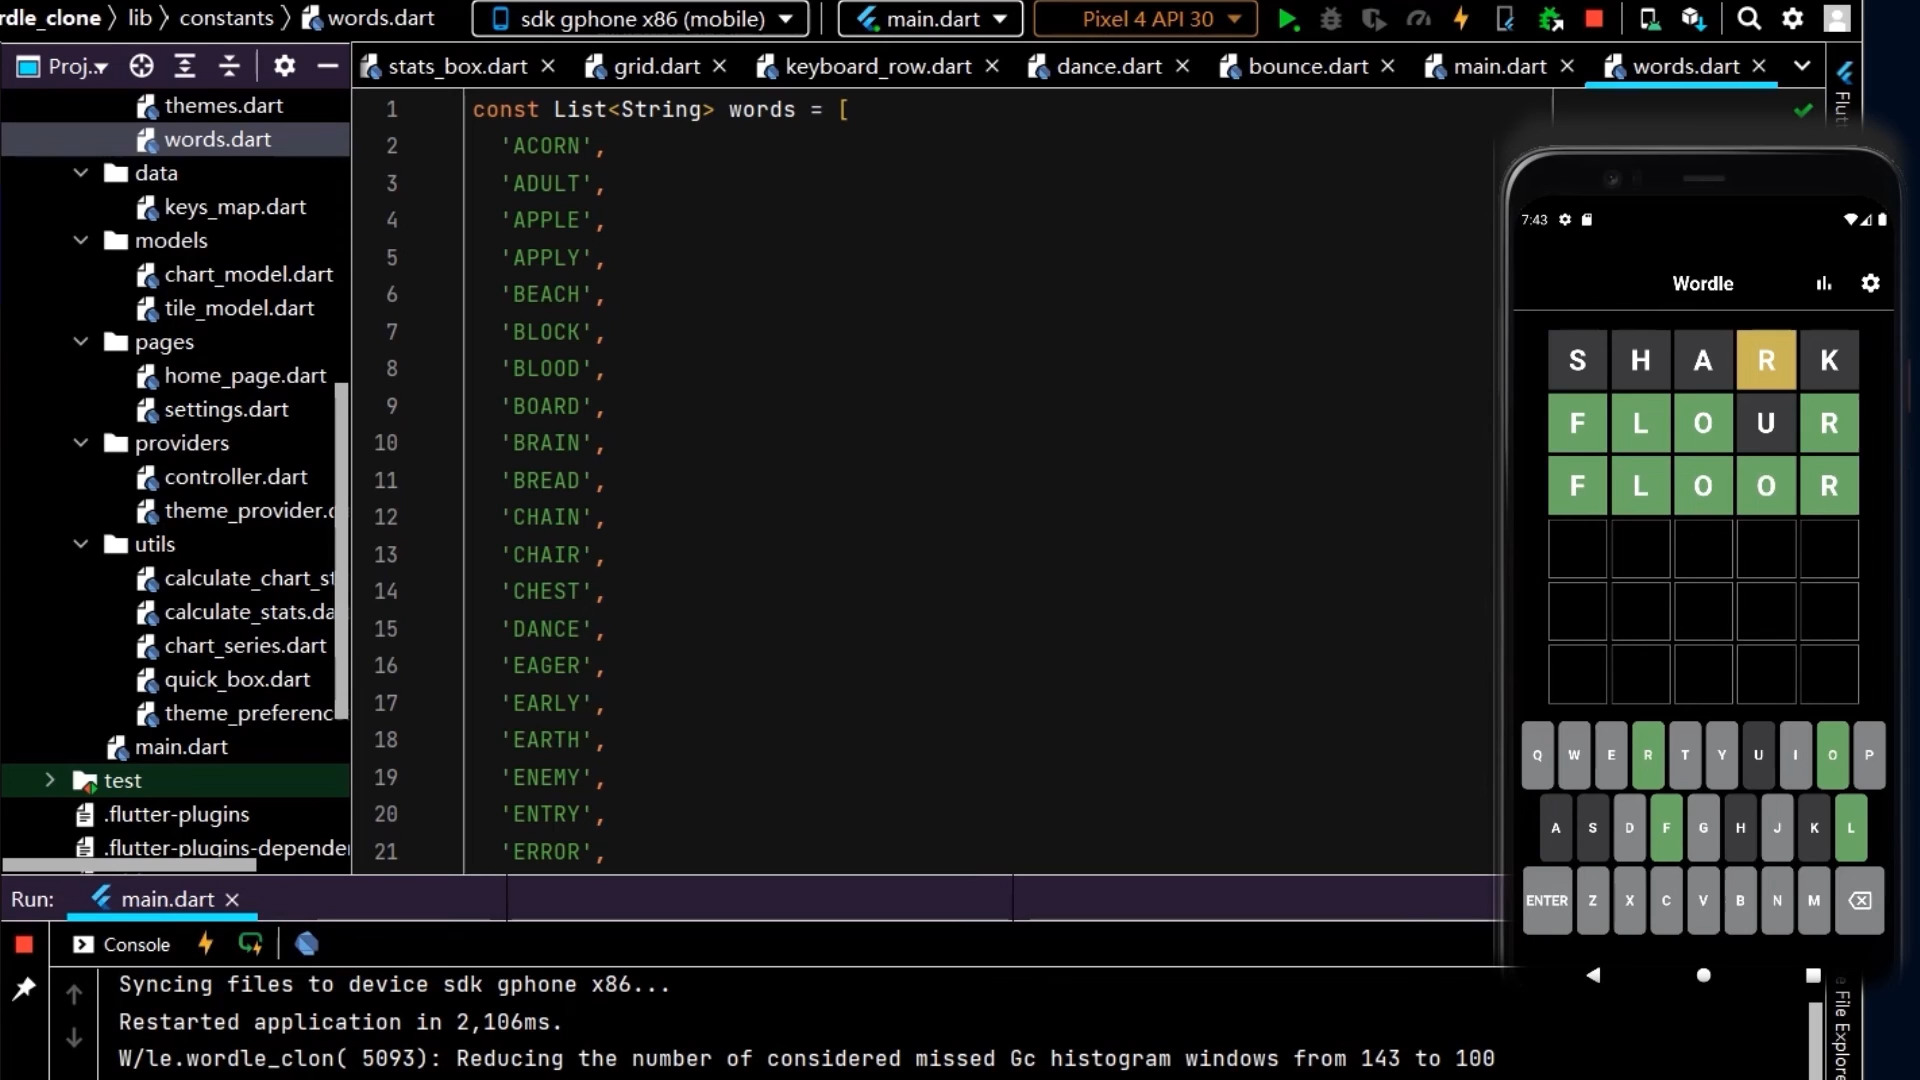 rdle_clone lib constants words.dart sdk gphone x86 (mobile) main.dart Pixel 4 API 30
Proj... stats_box.dart grid.dart keyboard_row.dart dance.dart bounce.dart main.dart words.dart
themes.dart
words.dart
data
keys_map.dart
models
chart_model.dart
tile_model.dart
pages
home_page.dart
settings.dart
providers
controller.dart
theme_provider.d
utils
calculate_chart_st
calculate_stats.da
chart_series.dart
quick_box.dart
theme_preferenc
main.dart
test
.flutter-plugins
.flutter-plugins-depende
1 const List<String> words = [
2 'ACORN',
3 'ADULT',
4 'APPLE',
5 'APPLY',
6 'BEACH',
7 'BLOCK',
8 'BLOOD',
9 'BOARD',
10 'BRAIN',
11 'BREAD',
12 'CHAIN',
13 'CHAIR',
14 'CHEST',
15 'DANCE',
16 'EAGER',
17 'EARLY',
18 'EARTH',
19 'ENEMY',
20 'ENTRY',
21 'ERROR',
Flutt
7:43
Wordle
S H A R K
F L O U R
F L O O R
Q W E R T Y U I O P
A S D F G H J K L
ENTER Z X C V B N M
Run: main.dart
Console
Syncing files to device sdk gphone x86...
Restarted application in 2,106ms.
W/le.wordle_clon( 5093): Reducing the number of considered missed Gc histogram windows from 143 to 100
e File Explore